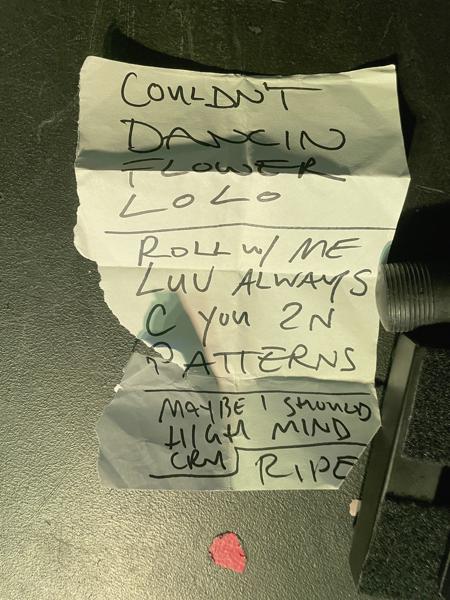 COULDN'T
DANCIN
FLOWER
LOLO
ROLL W/ ME
LUV ALWAYS
C YOU 2N
PATTERNS
MAYBE I SHOULD
HIGH MIND
CRM RIPE